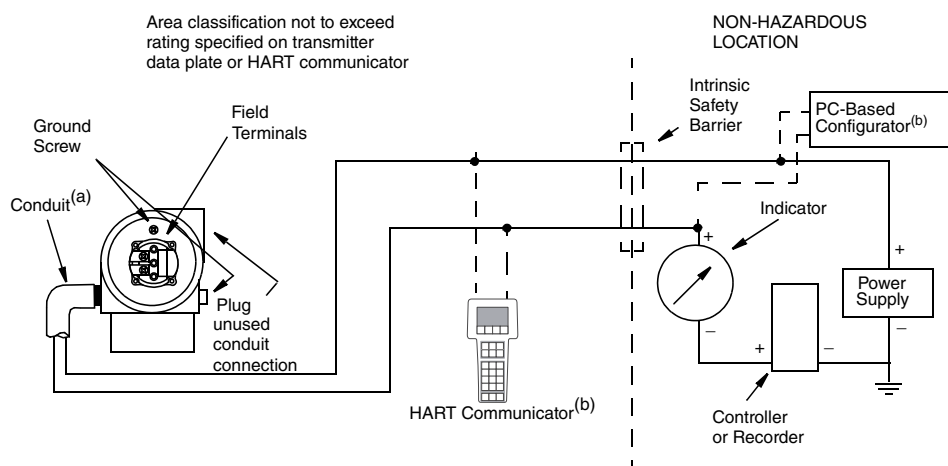 Area classification not to exceed
rating specified on transmitter
data plate or HART communicator
NON-HAZARDOUS
LOCATION
Intrinsic
Safety
Barrier
PC-Based
Configurator(b)
Ground
Screw
Field
Terminals
Conduit(a)
Indicator
+
+
Power
Supply
Plug
unused
conduit
connection
–
+
–
–
HART Communicator(b)
Controller
or Recorder